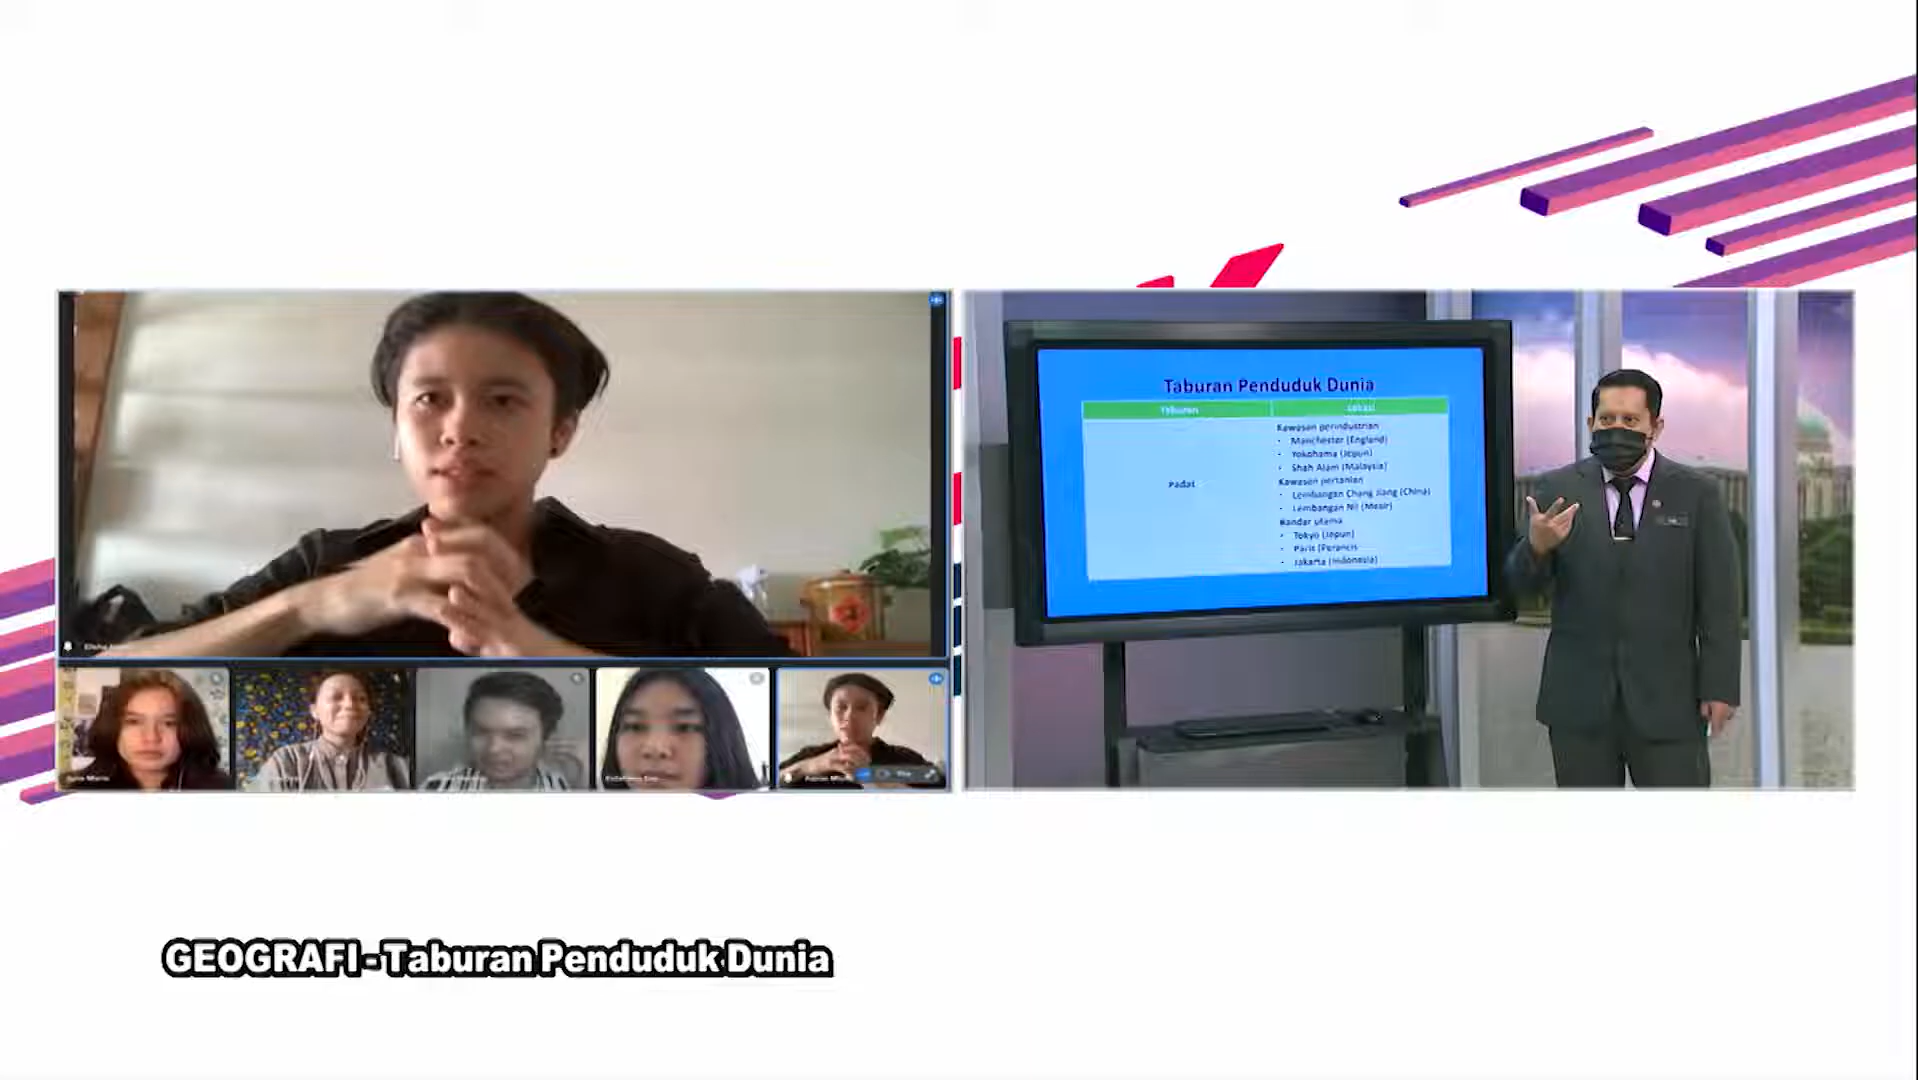 Taburan Penduduk Dunia
Taburan
Lokasi
Padat
Kawasan perindustrian
- Manchester (England)
- Yokohama (Jepun)
- Shah Alam (Malaysia)
Kawasan pertanian
- Lembangan Chang Jiang (China)
- Lembangan Nil (Mesir)
Bandar utama
- Tokyo (Jepun)
- Paris (Perancis
- Jakarta (Indonesia)
GEOGRAFI - Taburan Penduduk Dunia